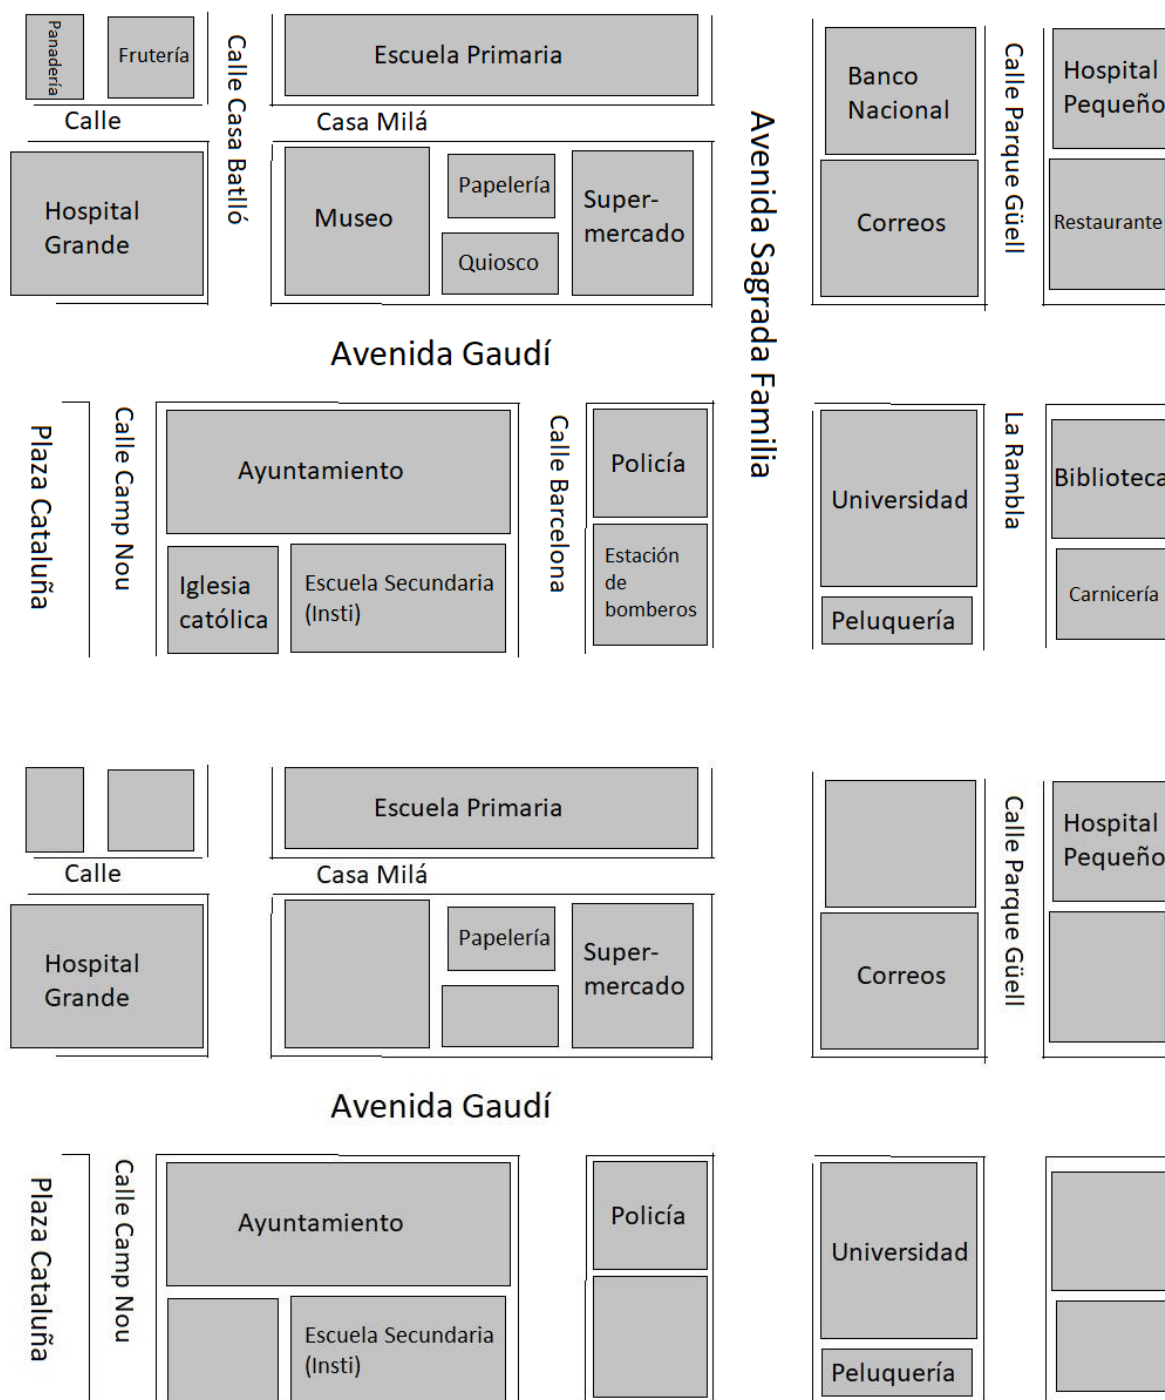 Panadería
Frutería
Calle Casa Batlló
Escuela Primaria
Banco
Nacional
Calle Parque Güell
Hospital
Pequeño
Calle
Casa Milá
Avenida Sagrada Familia
Hospital
Grande
Museo
Papelería
Quiosco
Super-
mercado
Correos
Restaurante
Avenida Gaudí
Plaza Cataluña
Calle Camp Nou
Ayuntamiento
Calle Barcelona
Policía
Universidad
La Rambla
Biblioteca
Iglesia
católica
Escuela Secundaria
(Insti)
Estación
de
bomberos
Peluquería
Carnicería
Escuela Primaria
Calle Parque Güell
Hospital
Pequeño
Calle
Casa Milá
Hospital
Grande
Papelería
Super-
mercado
Correos
Avenida Gaudí
Plaza Cataluña
Calle Camp Nou
Ayuntamiento
Policía
Universidad
Escuela Secundaria
(Insti)
Peluquería